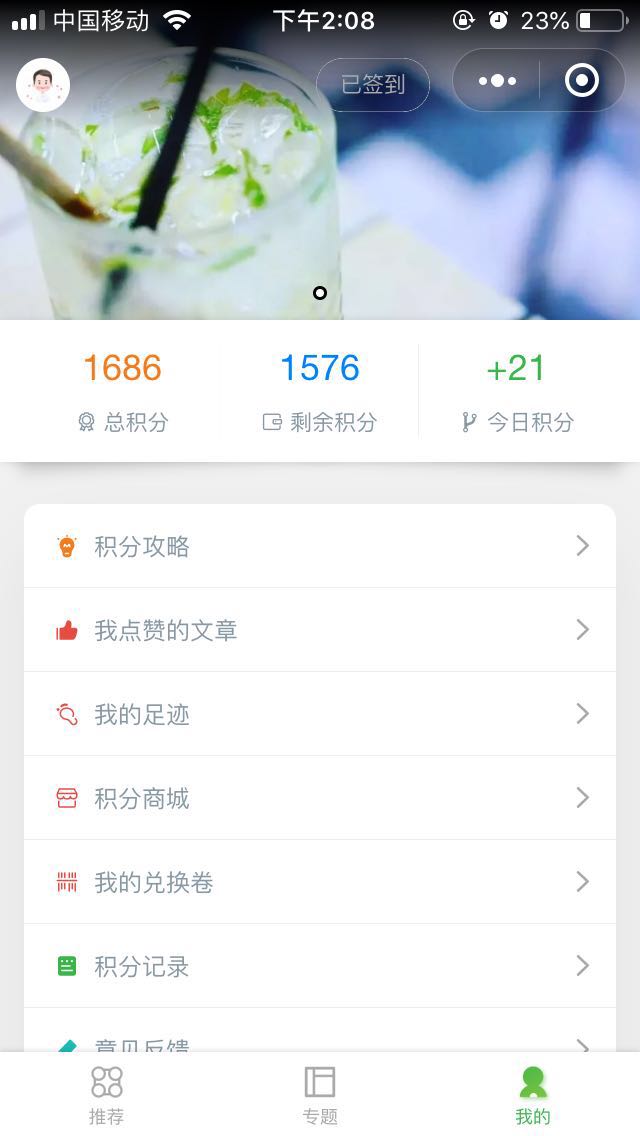 中国移动 下午2:08 23%
已签到
1686 1576 +21
总积分 剩余积分 今日积分
积分攻略
我点赞的文章
我的足迹
积分商城
我的兑换卷
积分记录
意见反馈
推荐 专题 我的